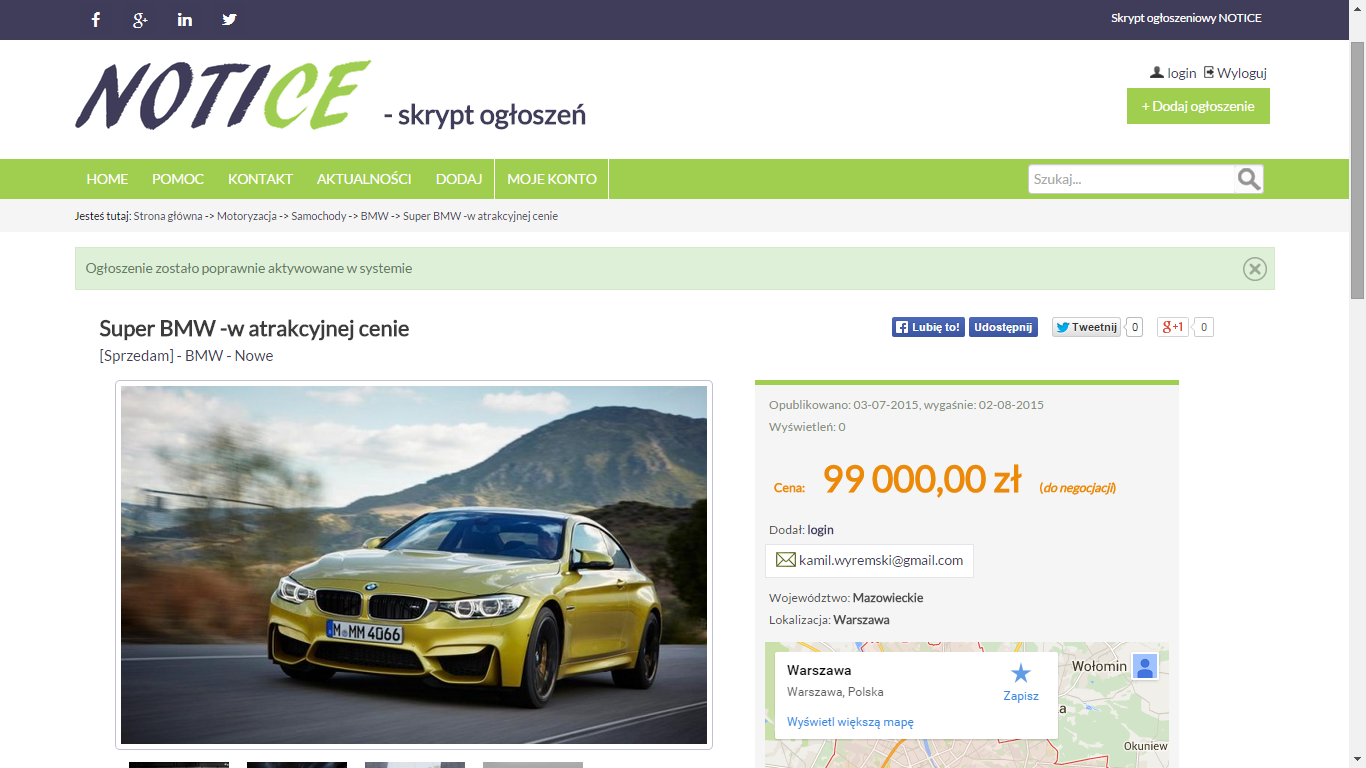 Skrypt ogłoszeniowy NOTICE
NOTICE - skrypt ogłoszeń
login Wyloguj
+ Dodaj ogłoszenie
HOME POMOC KONTAKT AKTUALNOŚCI DODAJ MOJE KONTO
Szukaj...
Jesteś tutaj: Strona główna -> Motoryzacja -> Samochody -> BMW -> Super BMW -w atrakcyjnej cenie
Ogłoszenie zostało poprawnie aktywowane w systemie
Super BMW -w atrakcyjnej cenie
Lubię to! Udostępnij Tweetnij 0 g+1 0
[Sprzedam] - BMW - Nowe
M MM 4066
Opublikowano: 03-07-2015, wygaśnie: 02-08-2015
Wyświetleń: 0
Cena: 99 000,00 zł (do negocjacji)
Dodał: login
kamil.wyremski@gmail.com
Województwo: Mazowieckie
Lokalizacja: Warszawa
Warszawa
Warszawa, Polska
Zapisz
Wyświetl większą mapę
Wołomin
Okuniew